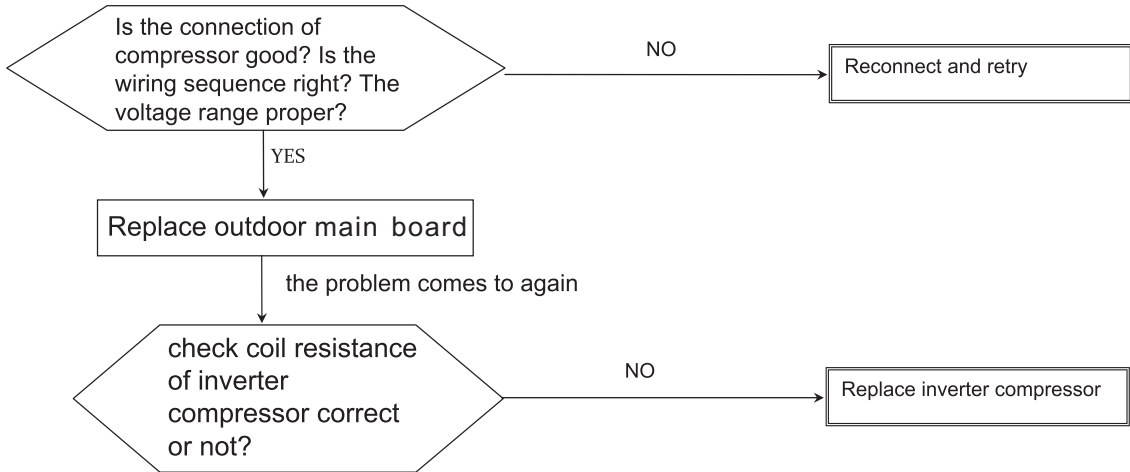 Is the connection of
compressor good? Is the
wiring sequence right? The
voltage range proper?
NO
Reconnect and retry
YES
Replace outdoor main board
the problem comes to again
check coil resistance
of inverter
compressor correct
or not?
NO
Replace inverter compressor